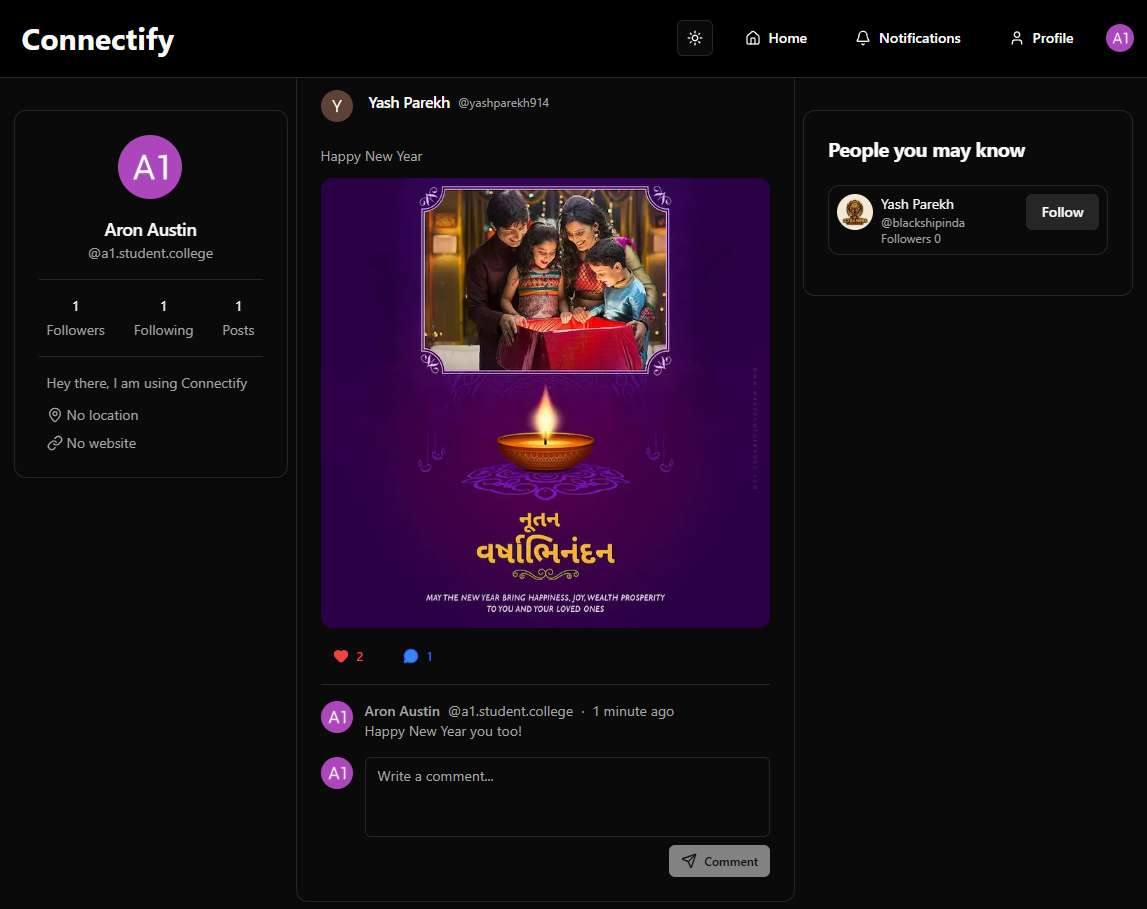 Connectify
Home
Notifications
Profile
A1
A1
Aron Austin
@a1.student.college
1 1 1
Followers Following Posts
Hey there, I am using Connectify
No location
No website
Y
Yash Parekh @yashparekh914
Happy New Year
નૂતન
વર્ષાભિનંદન
MAY THE NEW YEAR BRING HAPPINESS, JOY, WEALTH PROSPERITY
TO YOU AND YOUR LOVED ONES
2 1
A1
Aron Austin @a1.student.college · 1 minute ago
Happy New Year you too!
A1
Write a comment...
Comment
People you may know
Yash Parekh
@blackshipinda
Followers 0
Follow